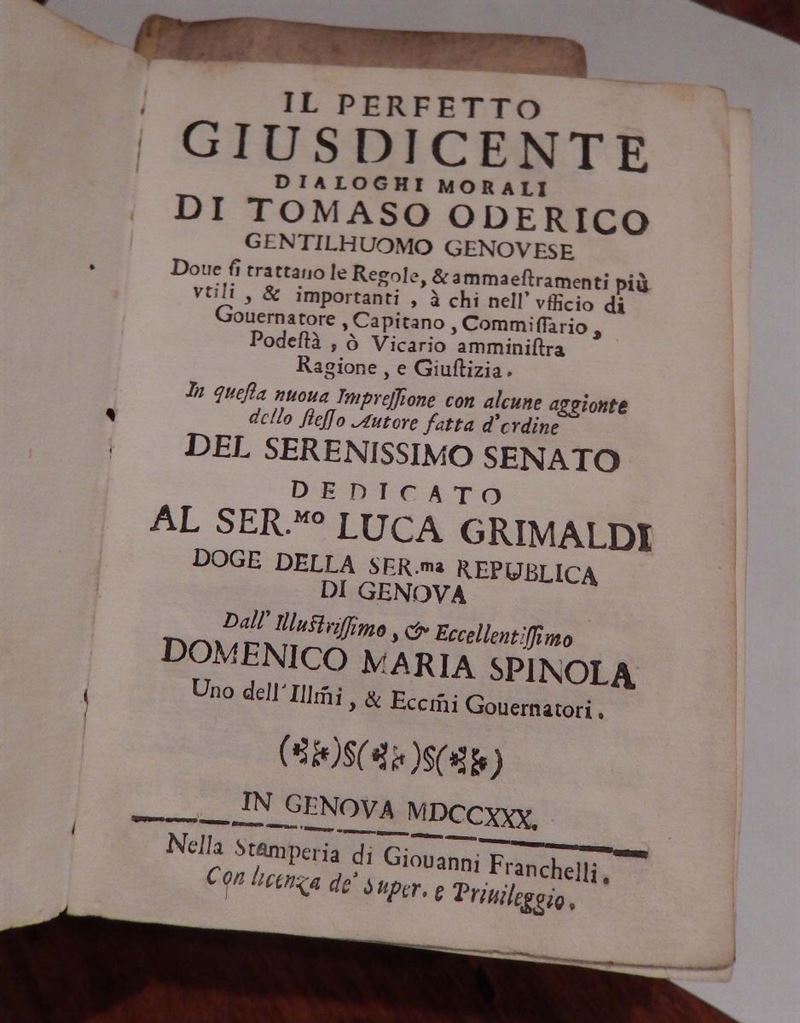 IL PERFETTO
GIUSDICENTE
DIALOGHI MORALI
DI TOMASO ODERICO
GENTILHUOMO GENOVESE
Doue ſi trattano le Regole, & ammaeſtramenti più
vtili, & importanti, à chi nell' vfficio di
Gouernatore, Capitano, Commiſſario,
Podeſtà, ò Vicario amminiſtra
Ragione, e Giuſtizia.
In queſta nuoua Impreſſione con alcune aggionte
dello ſteſſo Autore fatta d'ordine
DEL SERENISSIMO SENATO
DEDICATO
AL SER.MO LUCA GRIMALDI
DOGE DELLA SER.ma REPUBLICA
DI GENOVA
Dall' Illuſtriſſimo, & Eccellentiſſimo
DOMENICO MARIA SPINOLA
Uno dell' Illm̃i, & Eccm̃i Gouernatori.
IN GENOVA MDCCXXX.
Nella Stamperia di Giouanni Franchelli.
Con licenza de' Super. e Priuileggio.